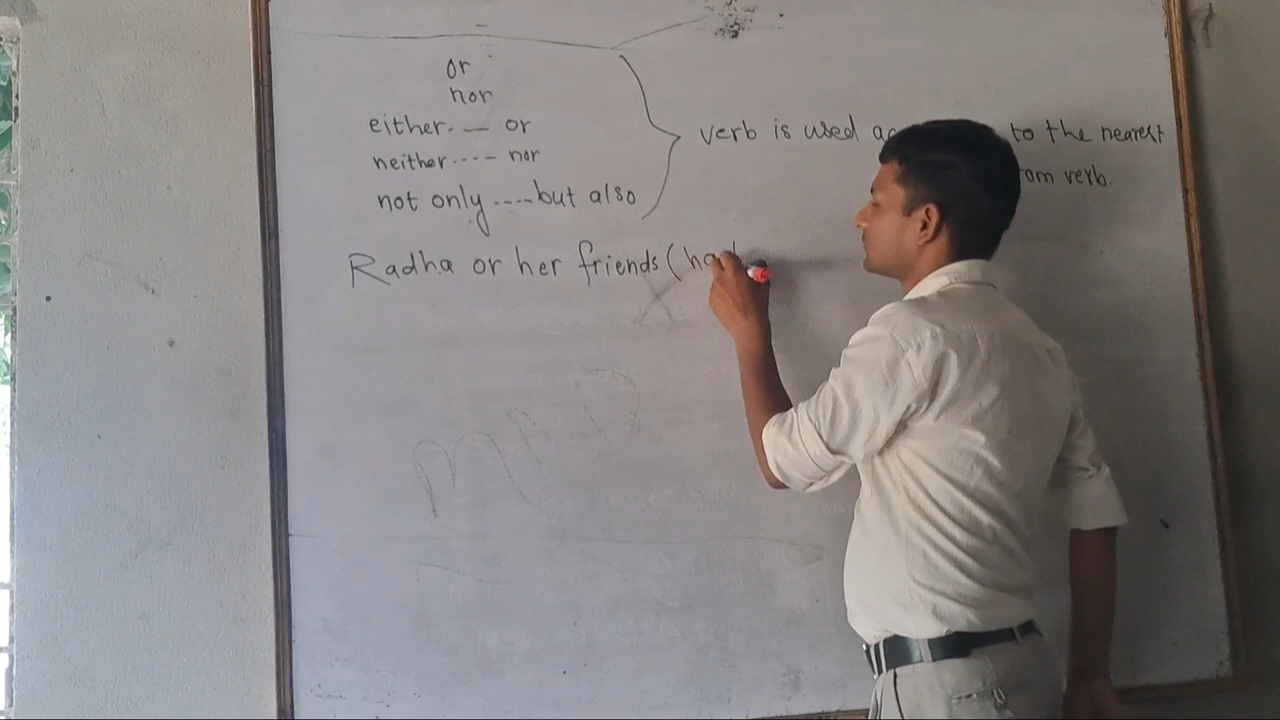 or
nor
either. — or
neither ---- nor
not only ---- but also
verb is used to the nearest
from verb.
Radha or her friends (